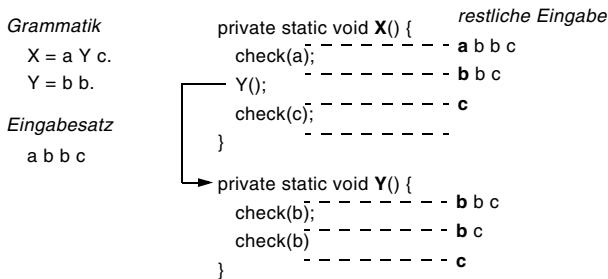 Grammatik
X = a Y c.
Y = b b.
Eingabesatz
a b b c
private static void X() {
check(a);
Y();
check(c);
}
restliche Eingabe
a b b c
b b c
c
private static void Y() {
check(b);
check(b)
}
b b c
b c
c